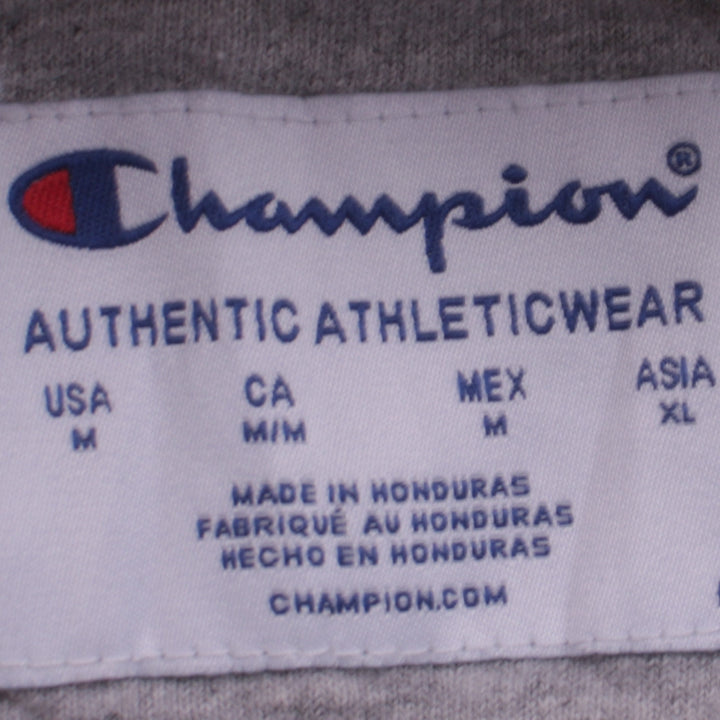 Champion®
AUTHENTIC ATHLETICWEAR
USA CA MEX ASIA
M M/M M XL
MADE IN HONDURAS
FABRIQUÉ AU HONDURAS
HECHO EN HONDURAS
CHAMPION.COM